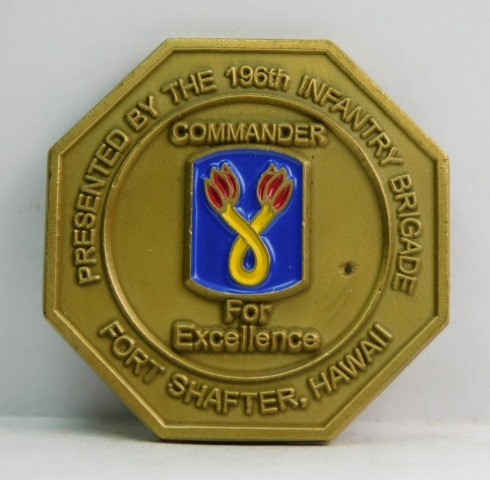 PRESENTED BY THE 196th INFANTRY BRIGADE
COMMANDER
For
Excellence
FORT SHAFTER, HAWAII